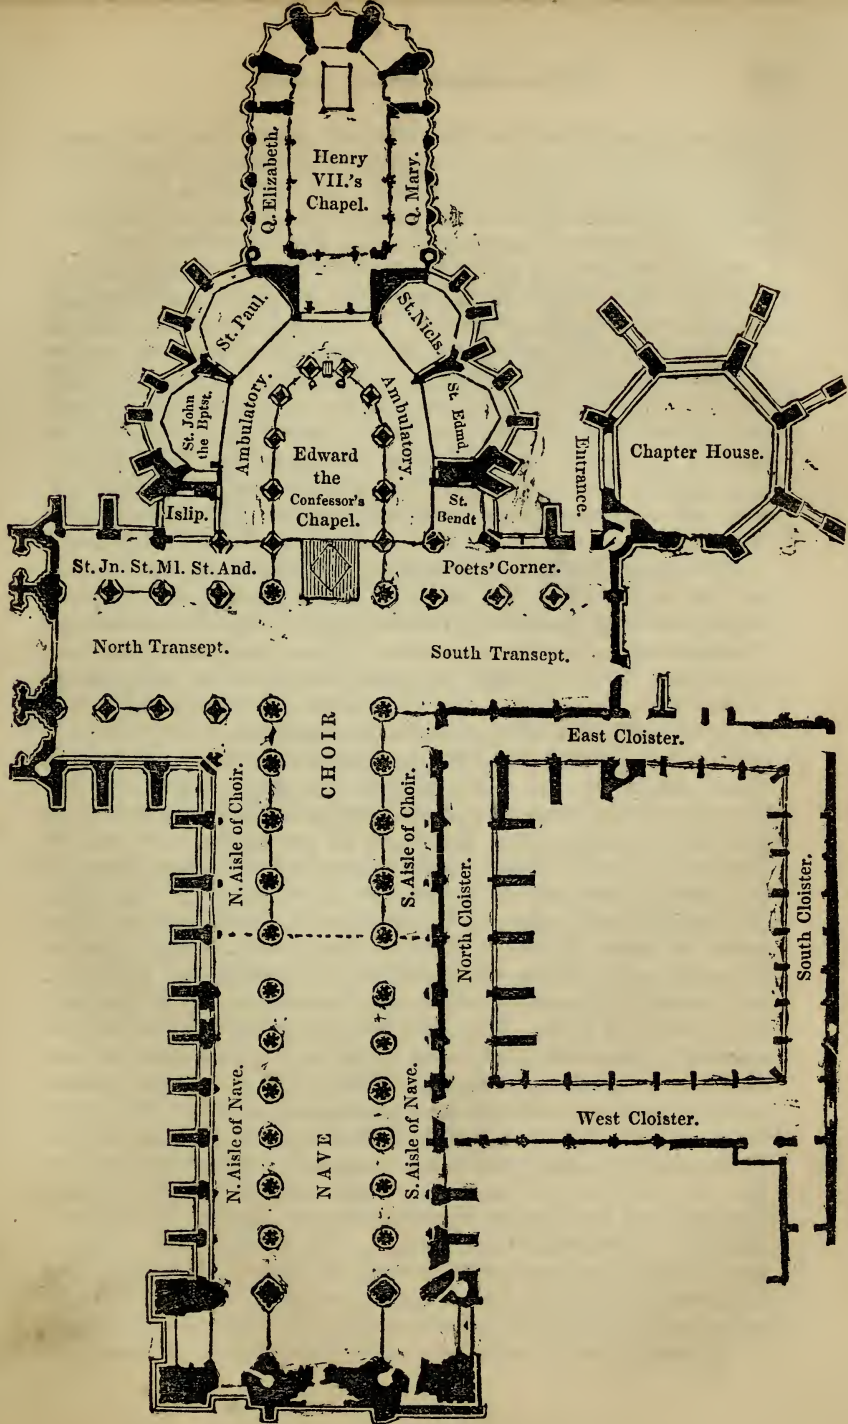 Q. Elizabeth.
Henry
VII.'s
Chapel.
Q. Mary.
St. Paul.
St. Nichs.
St. John
the Bptst.
Ambulatory.
Ambulatory.
St. Edmd.
Edward
the
Confessor's
Chapel.
Islip.
St.
Bendt
Entrance.
Chapter House.
St. Jn. St. Ml. St. And.
Poets' Corner.
North Transept.
South Transept.
CHOIR
East Cloister.
N. Aisle of Choir.
S. Aisle of Choir.
North Cloister.
South Cloister.
N. Aisle of Nave.
NAVE
S. Aisle of Nave.
West Cloister.